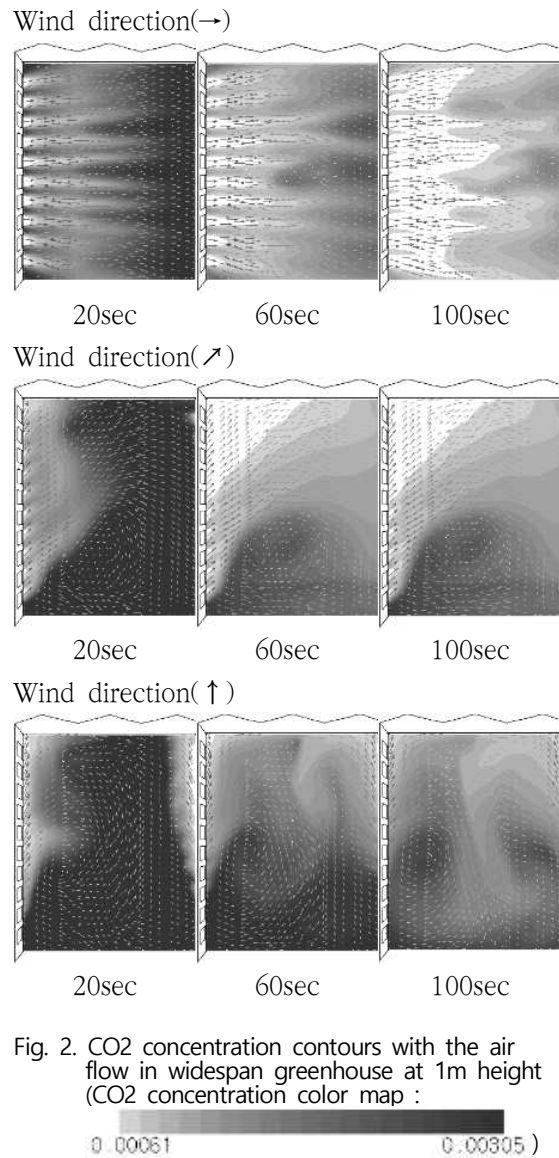 Wind direction(→)
20sec 60sec 100sec
Wind direction(↗)
20sec 60sec 100sec
Wind direction(↑)
20sec 60sec 100sec
Fig. 2. CO2 concentration contours with the air
flow in widespan greenhouse at 1m height
(CO2 concentration color map :
0.00061 0.00305 )